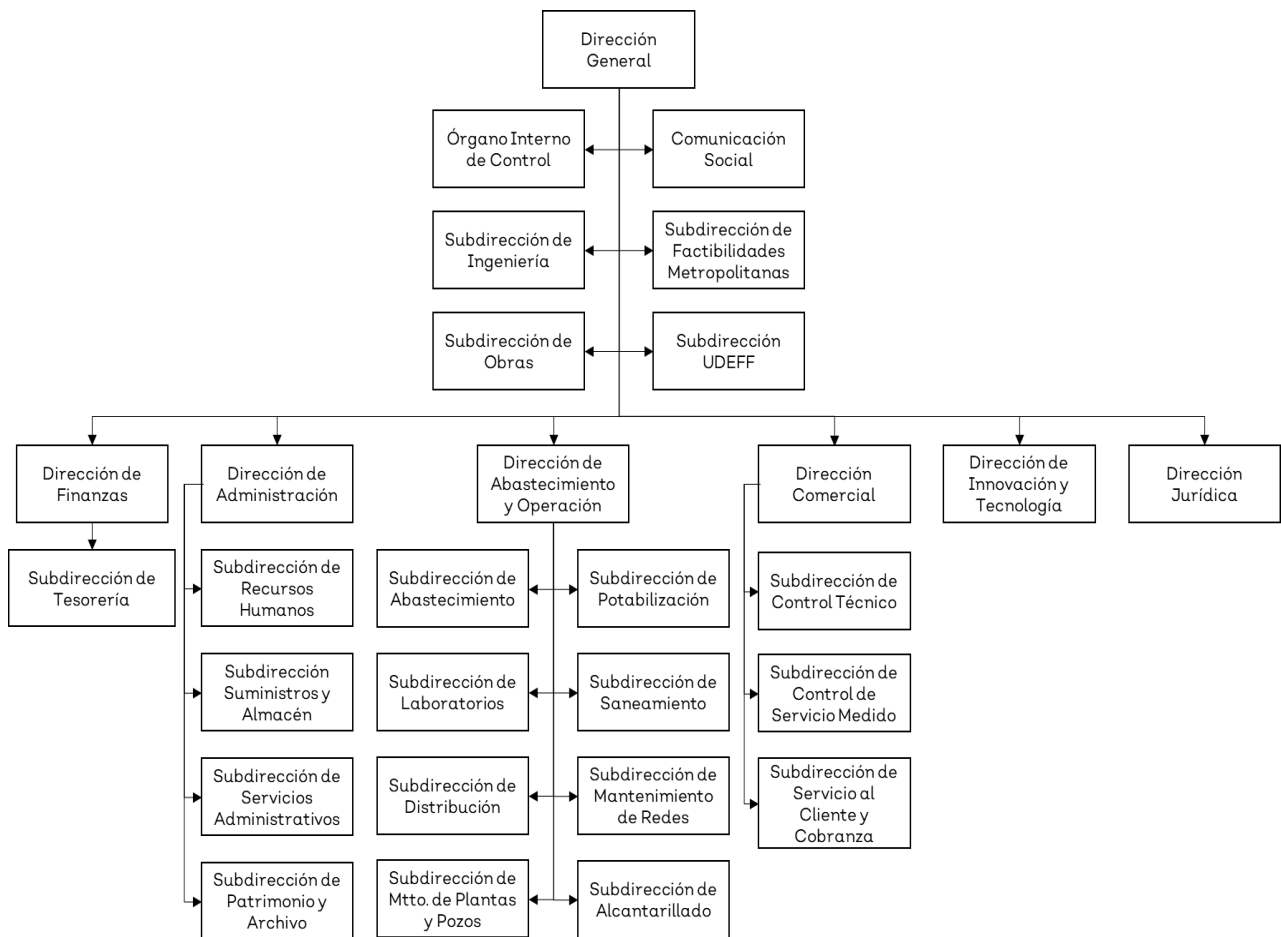 Dirección
General
Órgano Interno
de Control
Comunicación
Social
Subdirección de
Ingeniería
Subdirección de
Factibilidades
Metropolitanas
Subdirección de
Obras
Subdirección
UDEFF
Dirección de
Finanzas
Dirección de
Administración
Dirección de
Abastecimiento
y Operación
Dirección
Comercial
Dirección de
Innovación y
Tecnología
Dirección
Jurídica
Subdirección de
Tesorería
Subdirección de
Recursos
Humanos
Subdirección de
Abastecimiento
Subdirección de
Potabilización
Subdirección de
Control Técnico
Subdirección
Suministros y
Almacén
Subdirección de
Laboratorios
Subdirección de
Saneamiento
Subdirección de
Control de
Servicio Medido
Subdirección de
Servicios
Administrativos
Subdirección de
Distribución
Subdirección de
Mantenimiento
de Redes
Subdirección de
Servicio al
Cliente y
Cobranza
Subdirección de
Patrimonio y
Archivo
Subdirección de
Mtto. de Plantas
y Pozos
Subdirección de
Alcantarillado